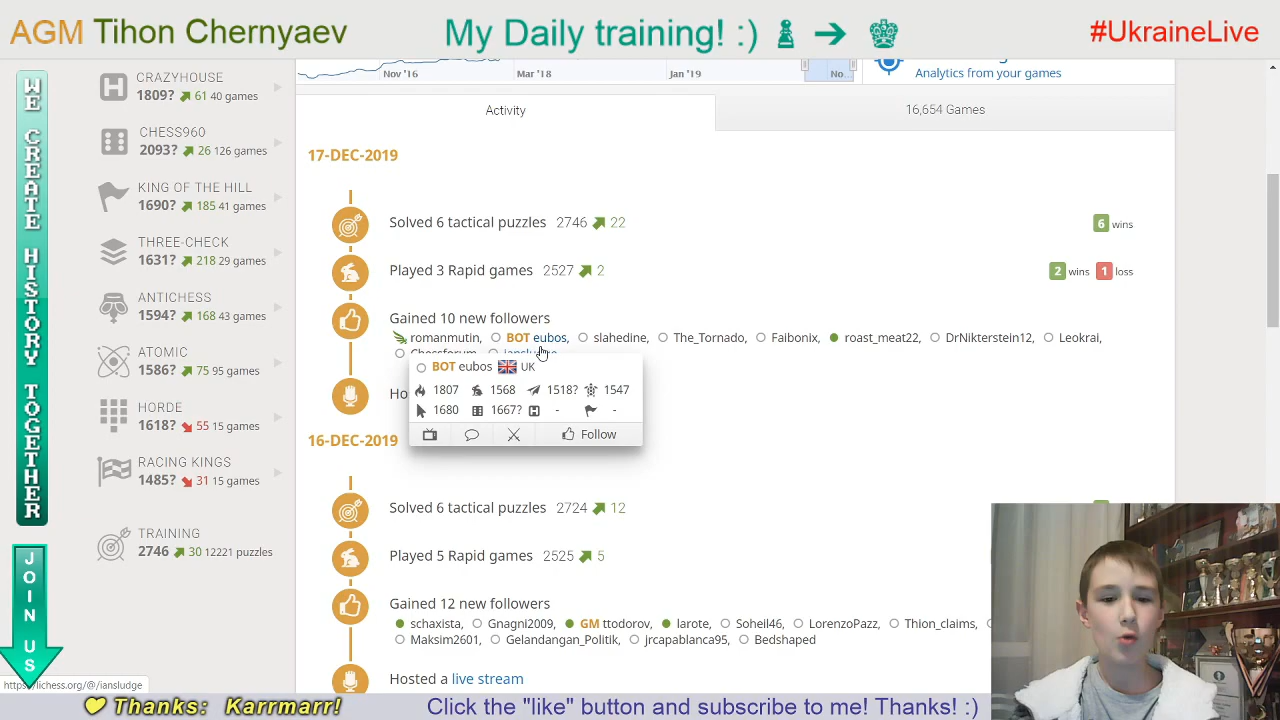 AGM Tihon Chernyaev
My Daily training! :)
#UkraineLive
WE CREATE HISTORY TOGETHER
JOIN US
CRAZYHOUSE
1809? 61 40 games
CHESS960
2093? 26 126 games
KING OF THE HILL
1690? 185 41 games
THREE-CHECK
1631? 218 29 games
ANTICHESS
1594? 168 43 games
ATOMIC
1586? 75 95 games
HORDE
1618? 55 15 games
RACING KINGS
1485? 31 15 games
TRAINING
2746 30 12221 puzzles
https://lichess.org/@/iansludge
Nov '16 Mar '18 Jan '19 No
Analytics from your games
Activity
16,654 Games
17-DEC-2019
Solved 6 tactical puzzles 2746 22
6 wins
Played 3 Rapid games 2527 2
2 wins 1 loss
Gained 10 new followers
romanmutin, BOT eubos, slahedine, The_Tornado, Faibonix, roast_meat22, DrNikterstein12, Leokrai,
Chessforum, iansludge
BOT eubos UK
1807 1568 1518? 1547
1680 1667? - -
Follow
Ho
16-DEC-2019
Solved 6 tactical puzzles 2724 12
Played 5 Rapid games 2525 5
Gained 12 new followers
schaxista, Gnagni2009, GM ttodorov, larote, Soheil46, LorenzoPazz, Thion_claims,
Maksim2601, Gelandangan_Politik, jrcapablanca95, Bedshaped
Hosted a live stream
Thanks: Karrmarr!
Click the "like" button and subscribe to me! Thanks! :)